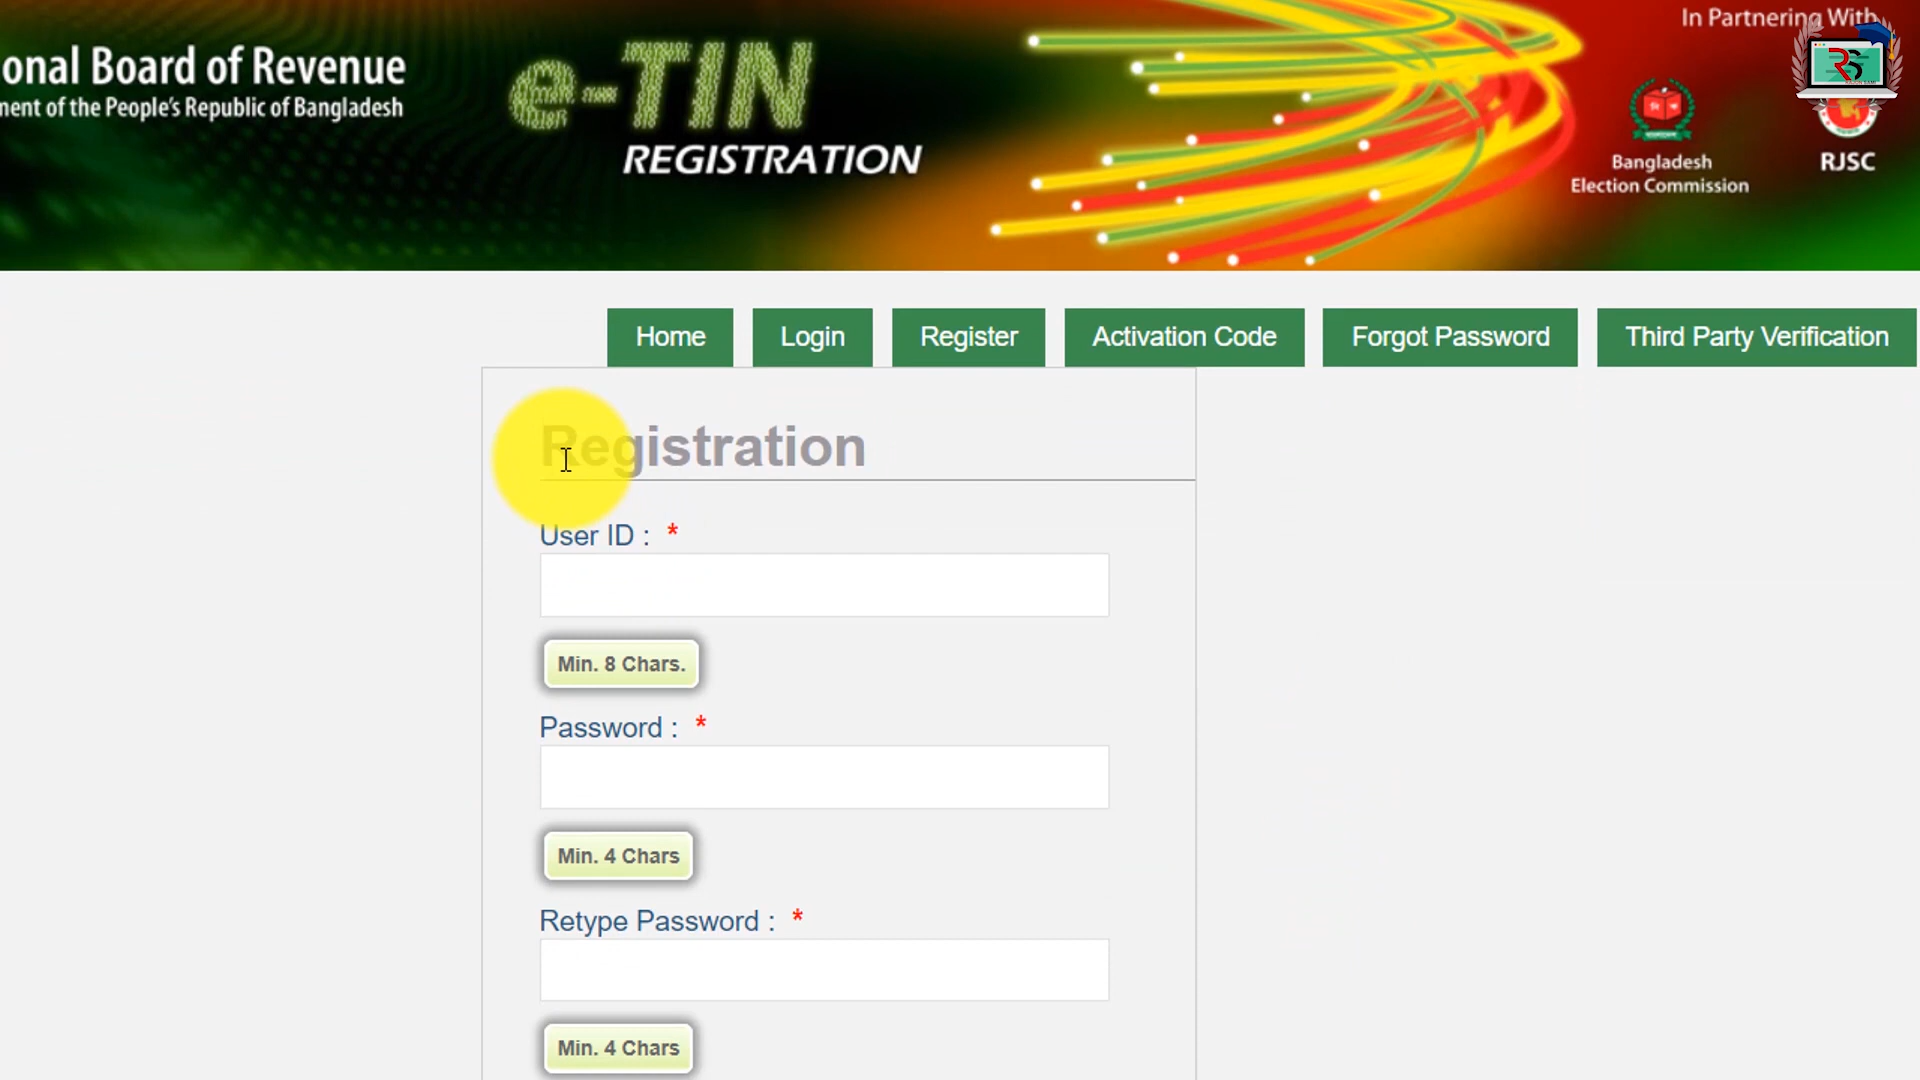 In Partnering With
onal Board of Revenue
ment of the People's Republic of Bangladesh
e-TIN
REGISTRATION
RS
Bangladesh
Election Commission
RJSC
Home
Login
Register
Activation Code
Forgot Password
Third Party Verification
Registration
User ID : *
Min. 8 Chars.
Password : *
Min. 4 Chars
Retype Password : *
Min. 4 Chars